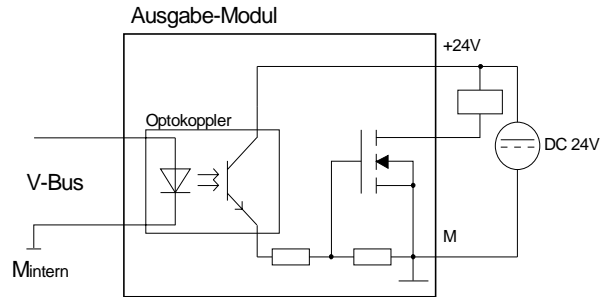 Ausgabe-Modul
+24V
Optokoppler
DC 24V
V-Bus
M
Mintern